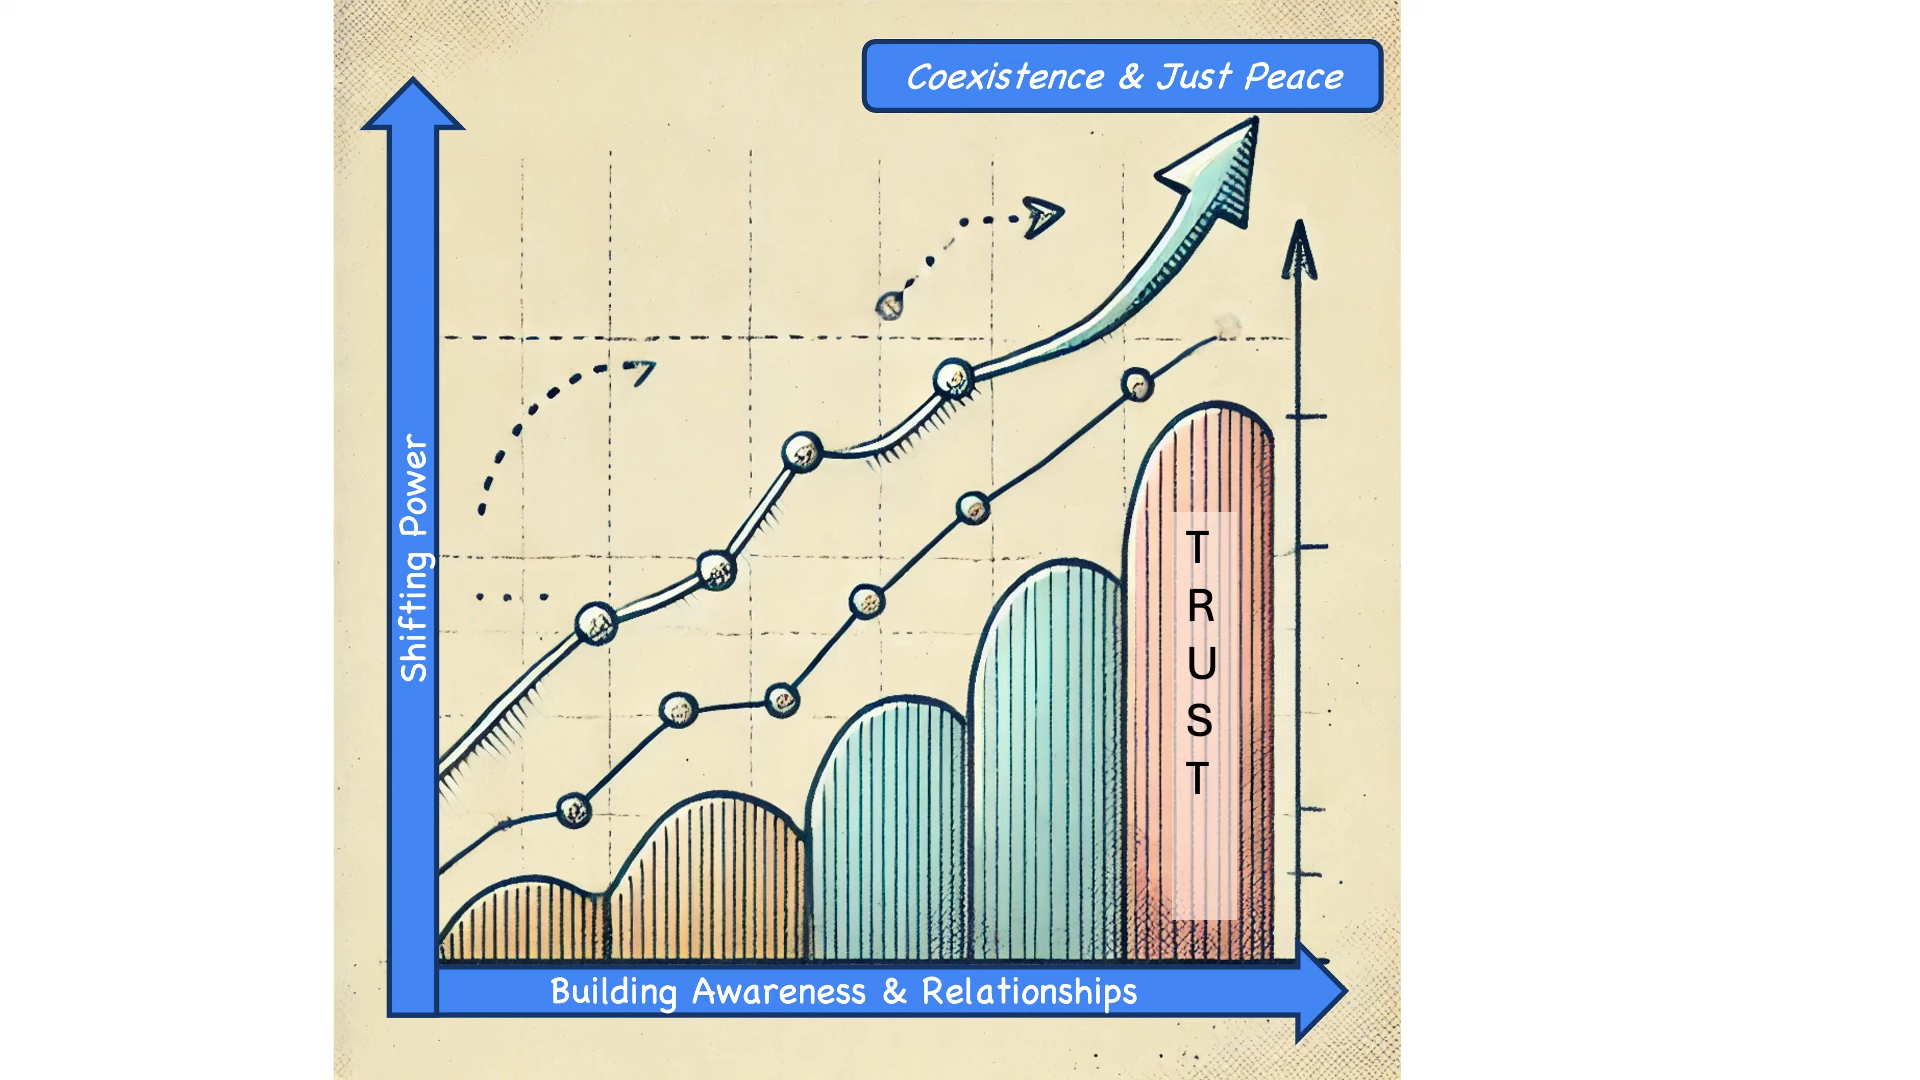 Coexistence & Just Peace
Shifting Power
T
R
U
S
T
Building Awareness & Relationships